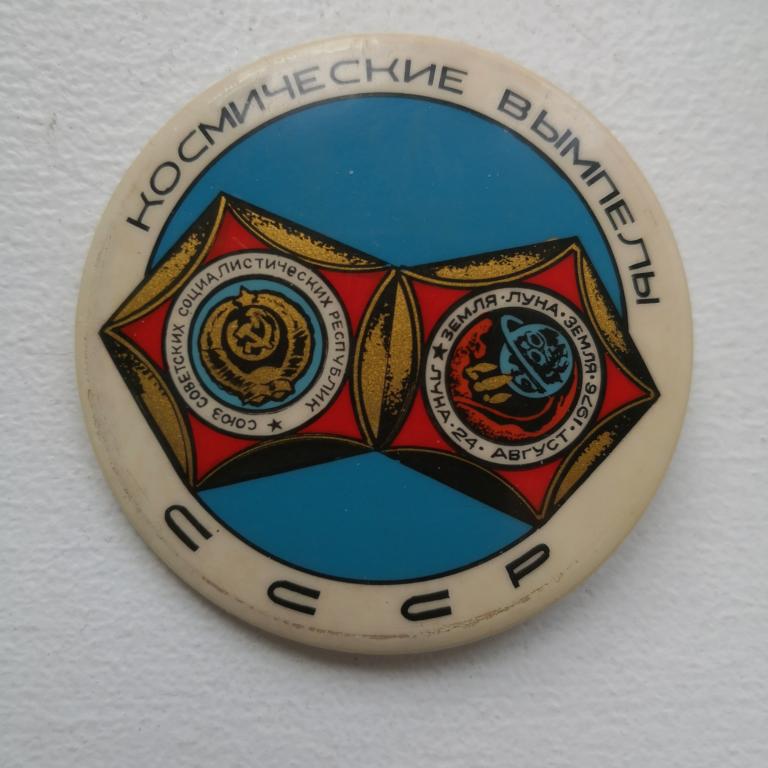 КОСМИЧЕСКИЕ ВЫМПЕЛЫ
СОЮЗ СОВЕТСКИХ СОЦИАЛИСТИЧЕСКИХ РЕСПУБЛИК
ЗЕМЛЯ·ЛУНА·ЗЕМЛЯ·
ЛУНА·24· АВГУСТ·1976
СССР